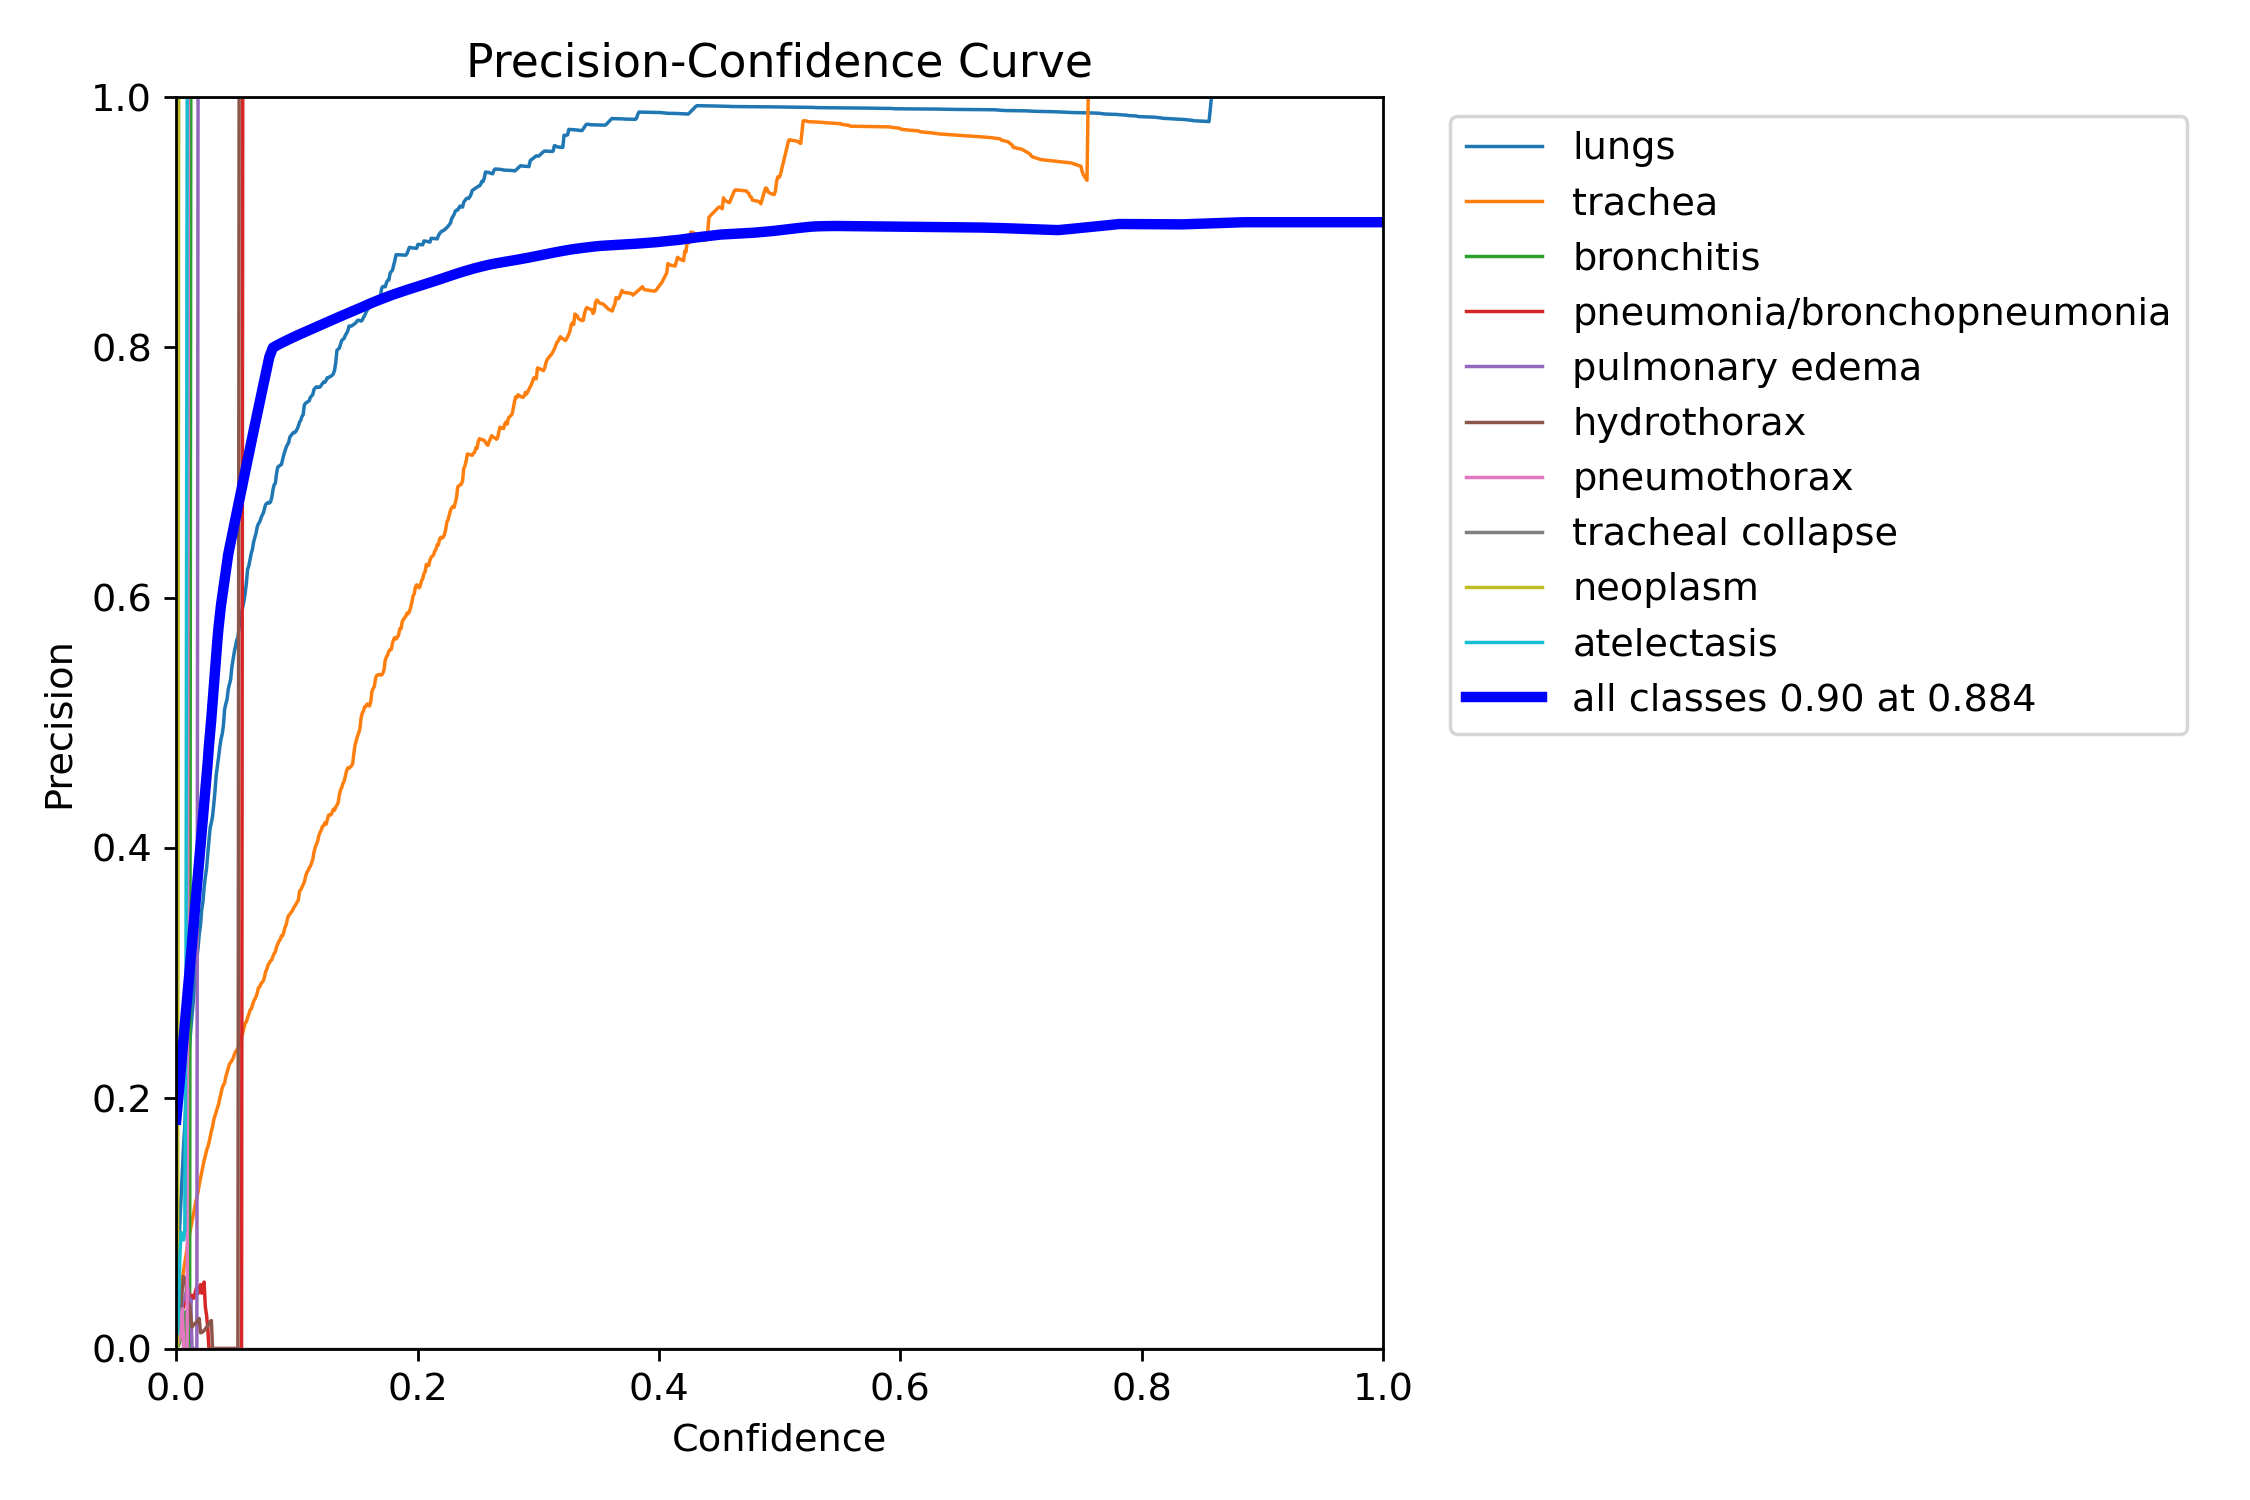 Precision-Confidence Curve
1.0
0.8
0.6
0.4
0.2
0.0
Precision
0.0 0.2 0.4 0.6 0.8 1.0
Confidence
lungs
trachea
bronchitis
pneumonia/bronchopneumonia
pulmonary edema
hydrothorax
pneumothorax
tracheal collapse
neoplasm
atelectasis
all classes 0.90 at 0.884